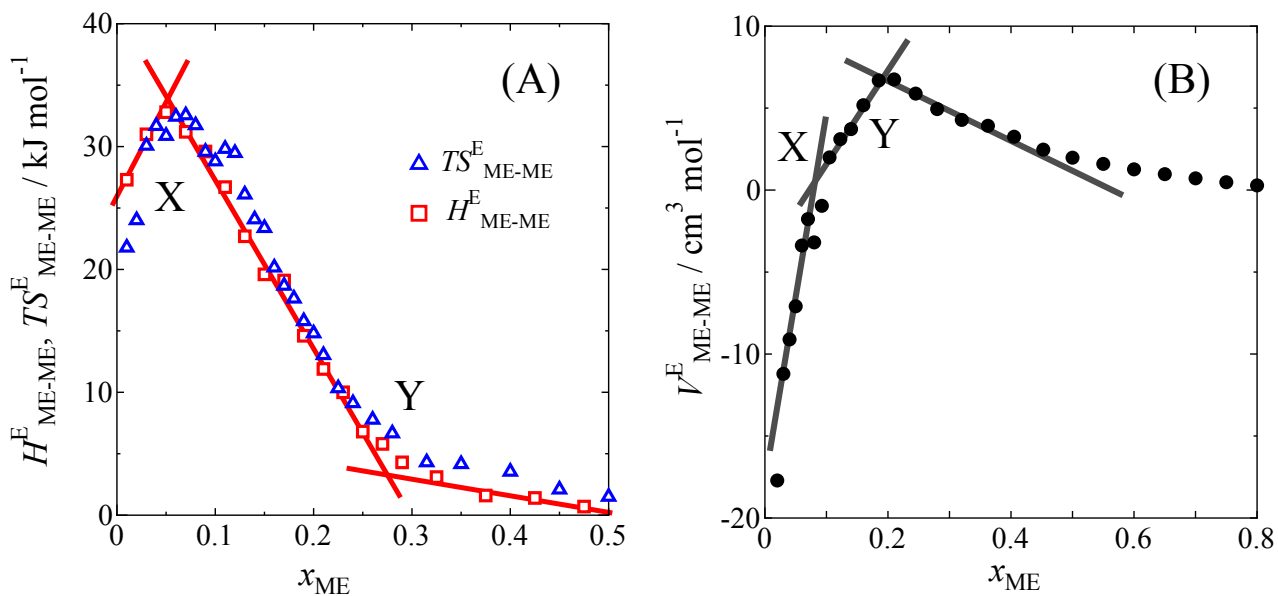 H^E_ME-ME, TS^E_ME-ME / kJ mol^-1
40
30
20
10
0
(A)
X
Y
TS^E_ME-ME
H^E_ME-ME
0 0.1 0.2 0.3 0.4 0.5
x_ME
V^E_ME-ME / cm^3 mol^-1
10
0
-10
-20
(B)
X
Y
0 0.2 0.4 0.6 0.8
x_ME